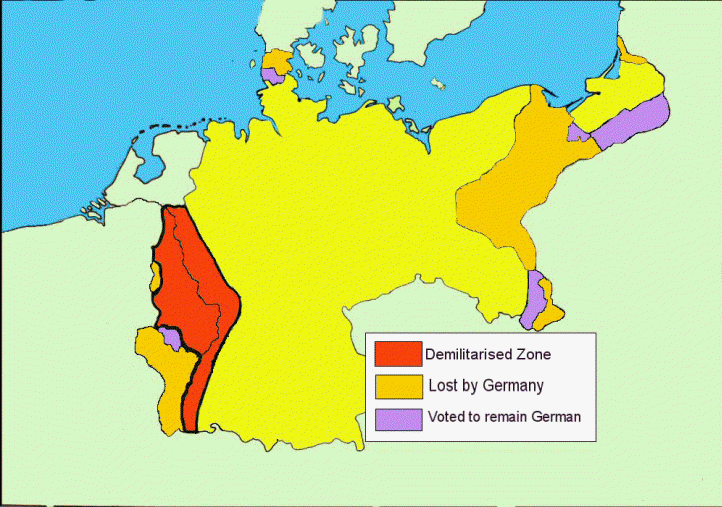 Demilitarised Zone
Lost by Germany
Voted to remain German